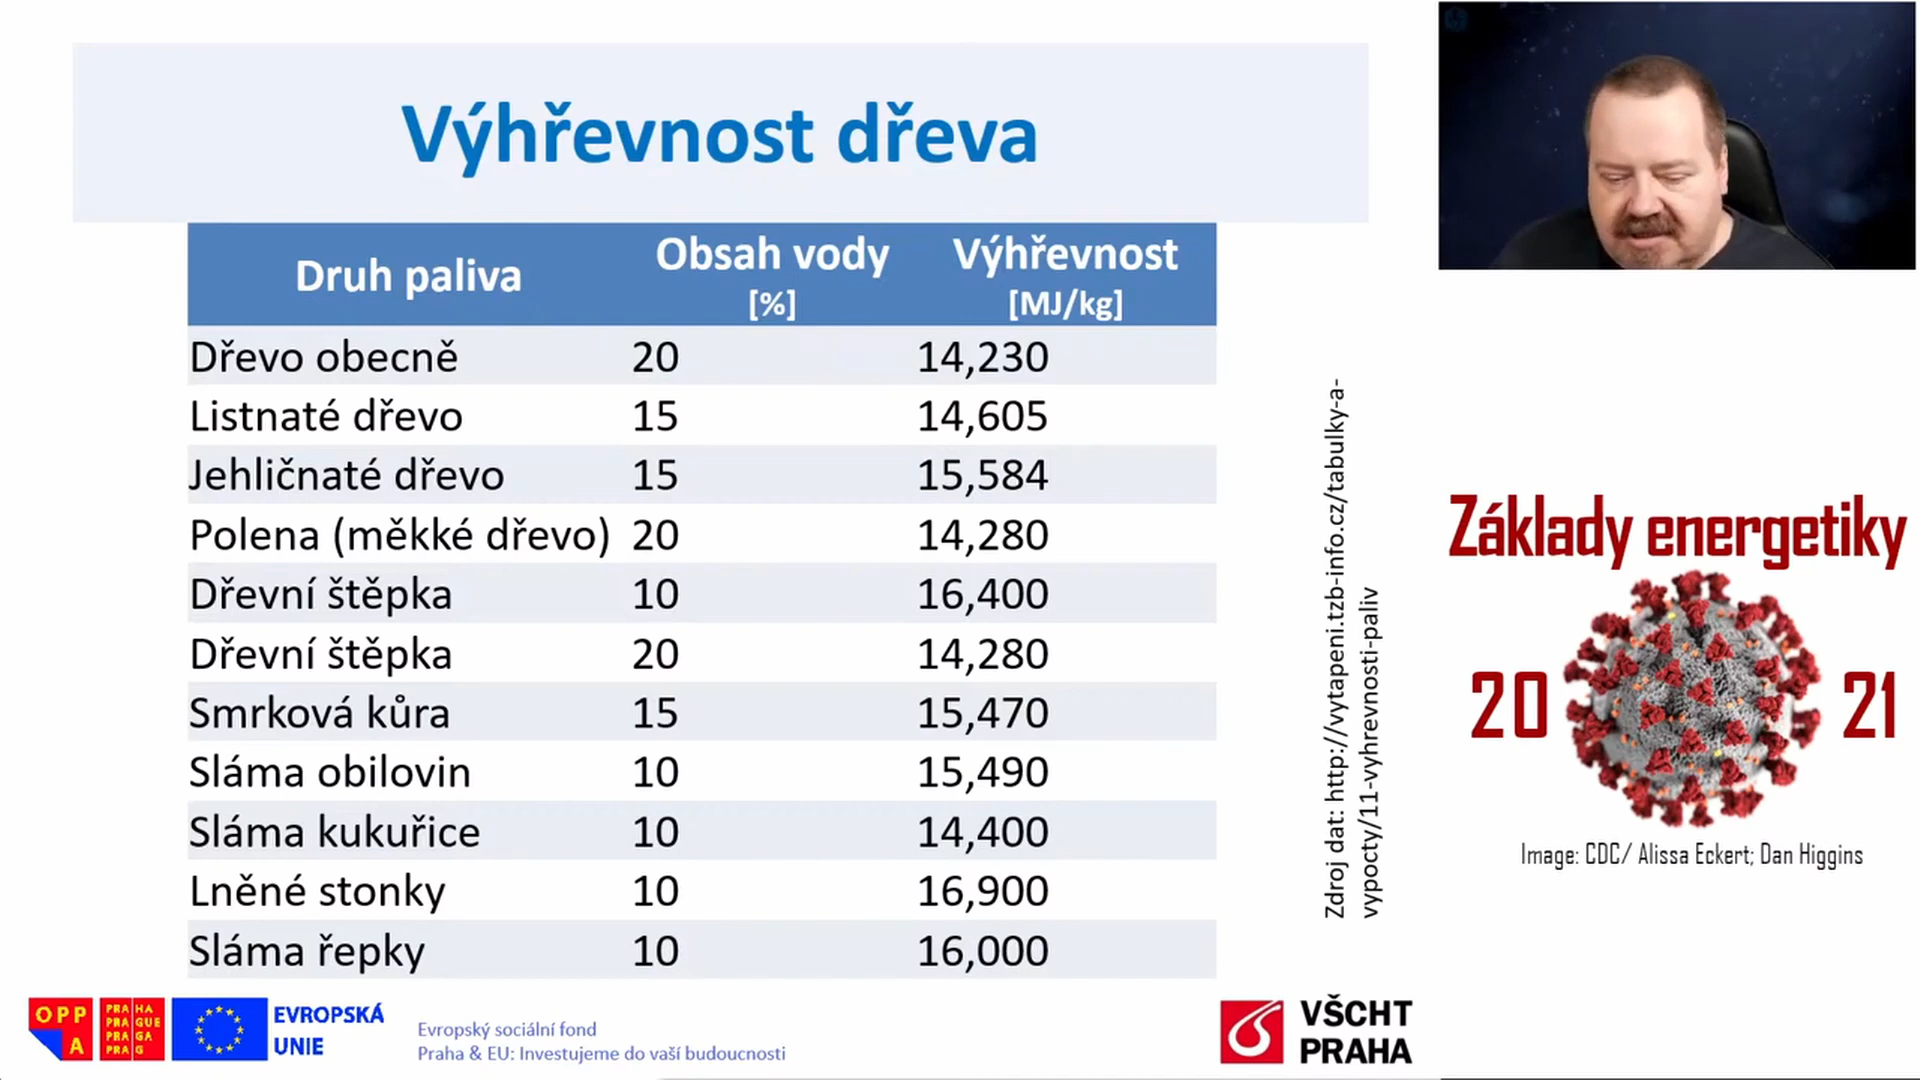 Výhřevnost dřeva
Druh paliva Obsah vody [%] Výhřevnost [MJ/kg]
Dřevo obecně 20 14,230
Listnaté dřevo 15 14,605
Jehličnaté dřevo 15 15,584
Polena (měkké dřevo) 20 14,280
Dřevní štěpka 10 16,400
Dřevní štěpka 20 14,280
Smrková kůra 15 15,470
Sláma obilovin 10 15,490
Sláma kukuřice 10 14,400
Lněné stonky 10 16,900
Sláma řepky 10 16,000
Zdroj dat: http://vytapeni.tzb-info.cz/tabulky-a-
vypocty/11-vyhrevnosti-paliv
Základy energetiky
20 21
Image: CDC/ Alissa Eckert; Dan Higgins
OPP
A
PRA HA
PRA GUE
PRA GA
PRA G
EVROPSKÁ
UNIE
Evropský sociální fond
Praha & EU: Investujeme do vaší budoucnosti
VŠCHT
PRAHA